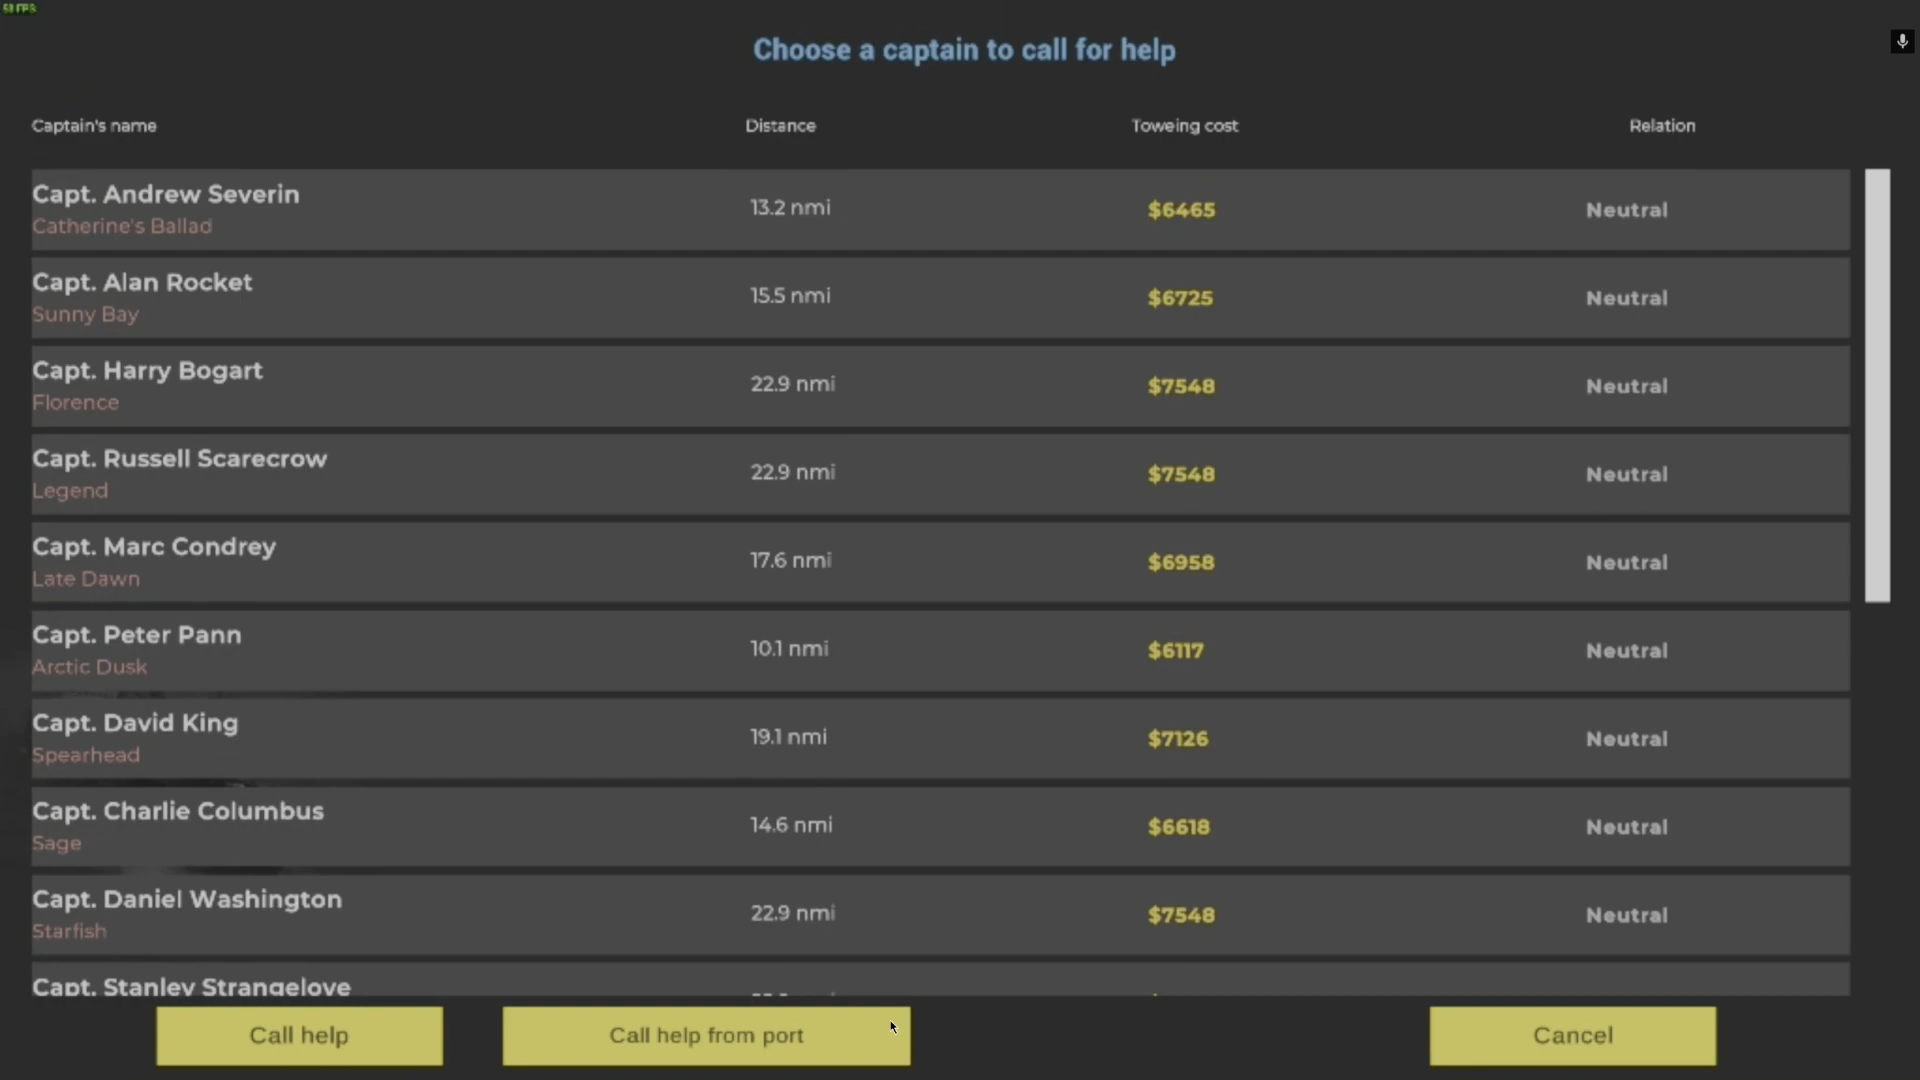 58 FPS
Choose a captain to call for help
Captain's name Distance Toweing cost Relation
Capt. Andrew Severin 13.2 nmi $6465 Neutral
Catherine's Ballad
Capt. Alan Rocket 15.5 nmi $6725 Neutral
Sunny Bay
Capt. Harry Bogart 22.9 nmi $7548 Neutral
Florence
Capt. Russell Scarecrow 22.9 nmi $7548 Neutral
Legend
Capt. Marc Condrey 17.6 nmi $6958 Neutral
Late Dawn
Capt. Peter Pann 10.1 nmi $6117 Neutral
Arctic Dusk
Capt. David King 19.1 nmi $7126 Neutral
Spearhead
Capt. Charlie Columbus 14.6 nmi $6618 Neutral
Sage
Capt. Daniel Washington 22.9 nmi $7548 Neutral
Starfish
Capt. Stanley Strangelove
Call help Call help from port Cancel